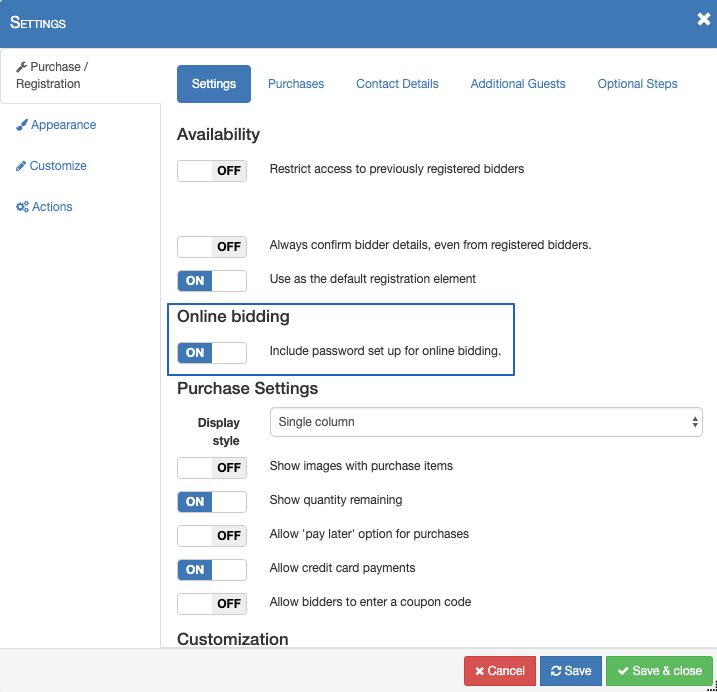 Settings
Purchase /
Registration
Appearance
Customize
Actions
Settings Purchases Contact Details Additional Guests Optional Steps
Availability
OFF Restrict access to previously registered bidders
OFF Always confirm bidder details, even from registered bidders.
ON Use as the default registration element
Online bidding
ON Include password set up for online bidding.
Purchase Settings
Display
style
Single column
OFF Show images with purchase items
ON Show quantity remaining
OFF Allow 'pay later' option for purchases
ON Allow credit card payments
OFF Allow bidders to enter a coupon code
Customization
Cancel Save Save & close